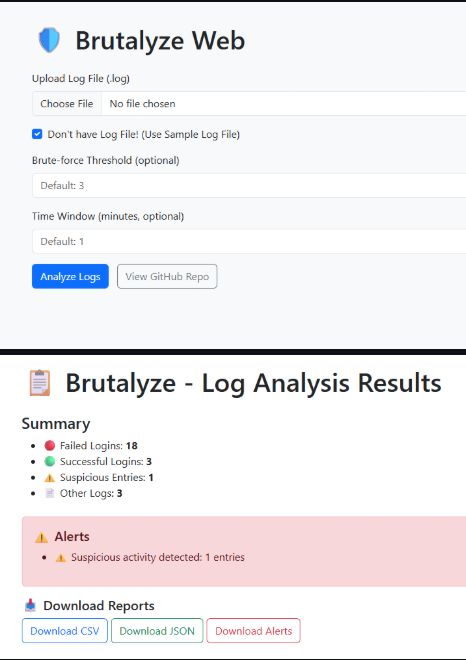 Brutalyze Web
Upload Log File (.log)
Choose File No file chosen
Don't have Log File! (Use Sample Log File)
Brute-force Threshold (optional)
Default: 3
Time Window (minutes, optional)
Default: 1
Analyze Logs View GitHub Repo
Brutalyze - Log Analysis Results
Summary
Failed Logins: 18
Successful Logins: 3
Suspicious Entries: 1
Other Logs: 3
Alerts
Suspicious activity detected: 1 entries
Download Reports
Download CSV Download JSON Download Alerts